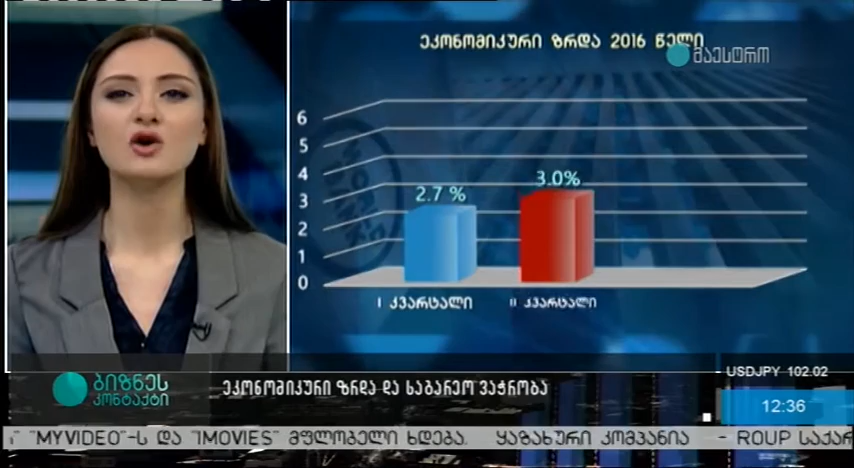 ეკონომიკური ზრდა 2016 წელი
მაესტრო
6
5
4
3
2
1
0
2.7 %
3.0%
I კვარტალი
II კვარტალი
USDJPY 102.02
ბიზნეს
კონტაქტი
ეკონომიკური ზრდა და საგარეო ვაჭრობა
12:36
"MYVIDEO"-ს და "IMOVIES" მფლობელი ხდება. ყაზახური კომპანია - ROUP საქარ